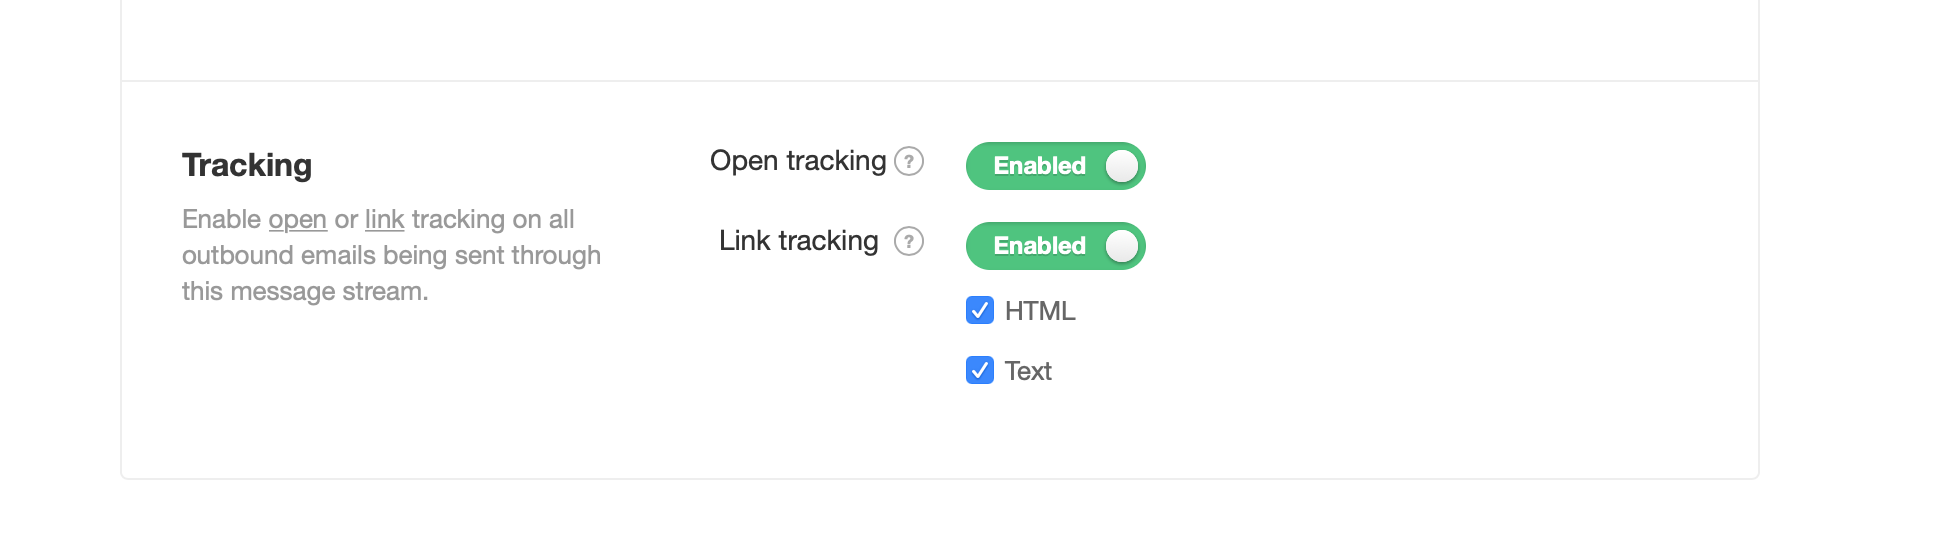 Tracking
Enable open or link tracking on all
outbound emails being sent through
this message stream.
Open tracking ? Enabled
Link tracking ? Enabled
HTML
Text